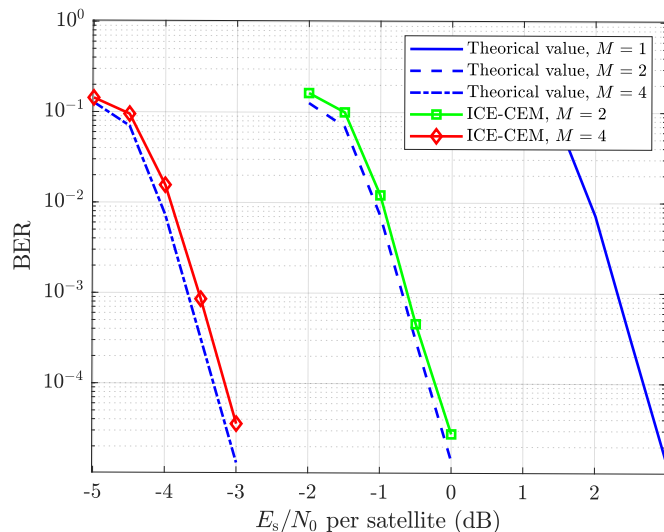 10^0
10^-1
10^-2
10^-3
10^-4
BER
-5 -4 -3 -2 -1 0 1 2
E_s/N_0 per satellite (dB)
Theorical value, M = 1
Theorical value, M = 2
Theorical value, M = 4
ICE-CEM, M = 2
ICE-CEM, M = 4